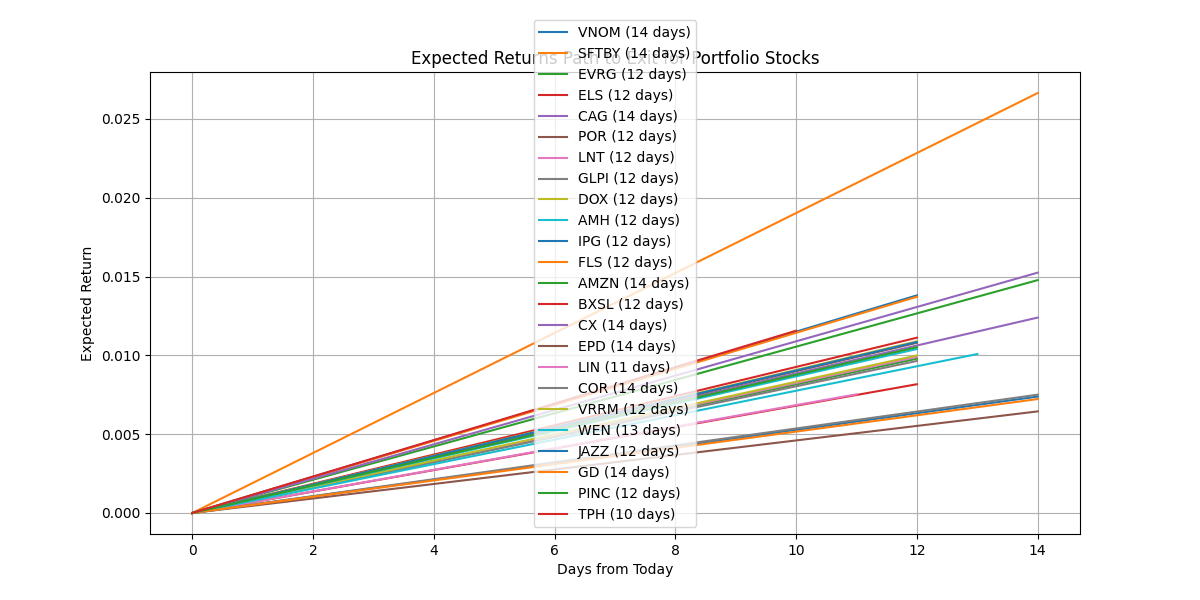 Expected Returns Path to Exit for Portfolio Stocks
VNOM (14 days)
SFTBY (14 days)
EVRG (12 days)
ELS (12 days)
CAG (14 days)
POR (12 days)
LNT (12 days)
GLPI (12 days)
DOX (12 days)
AMH (12 days)
IPG (12 days)
FLS (12 days)
AMZN (14 days)
BXSL (12 days)
CX (14 days)
EPD (14 days)
LIN (11 days)
COR (14 days)
VRRM (12 days)
WEN (13 days)
JAZZ (12 days)
GD (14 days)
PINC (12 days)
TPH (10 days)
Expected Return
0.025
0.020
0.015
0.010
0.005
0.000
0 2 4 6 8 10 12 14
Days from Today